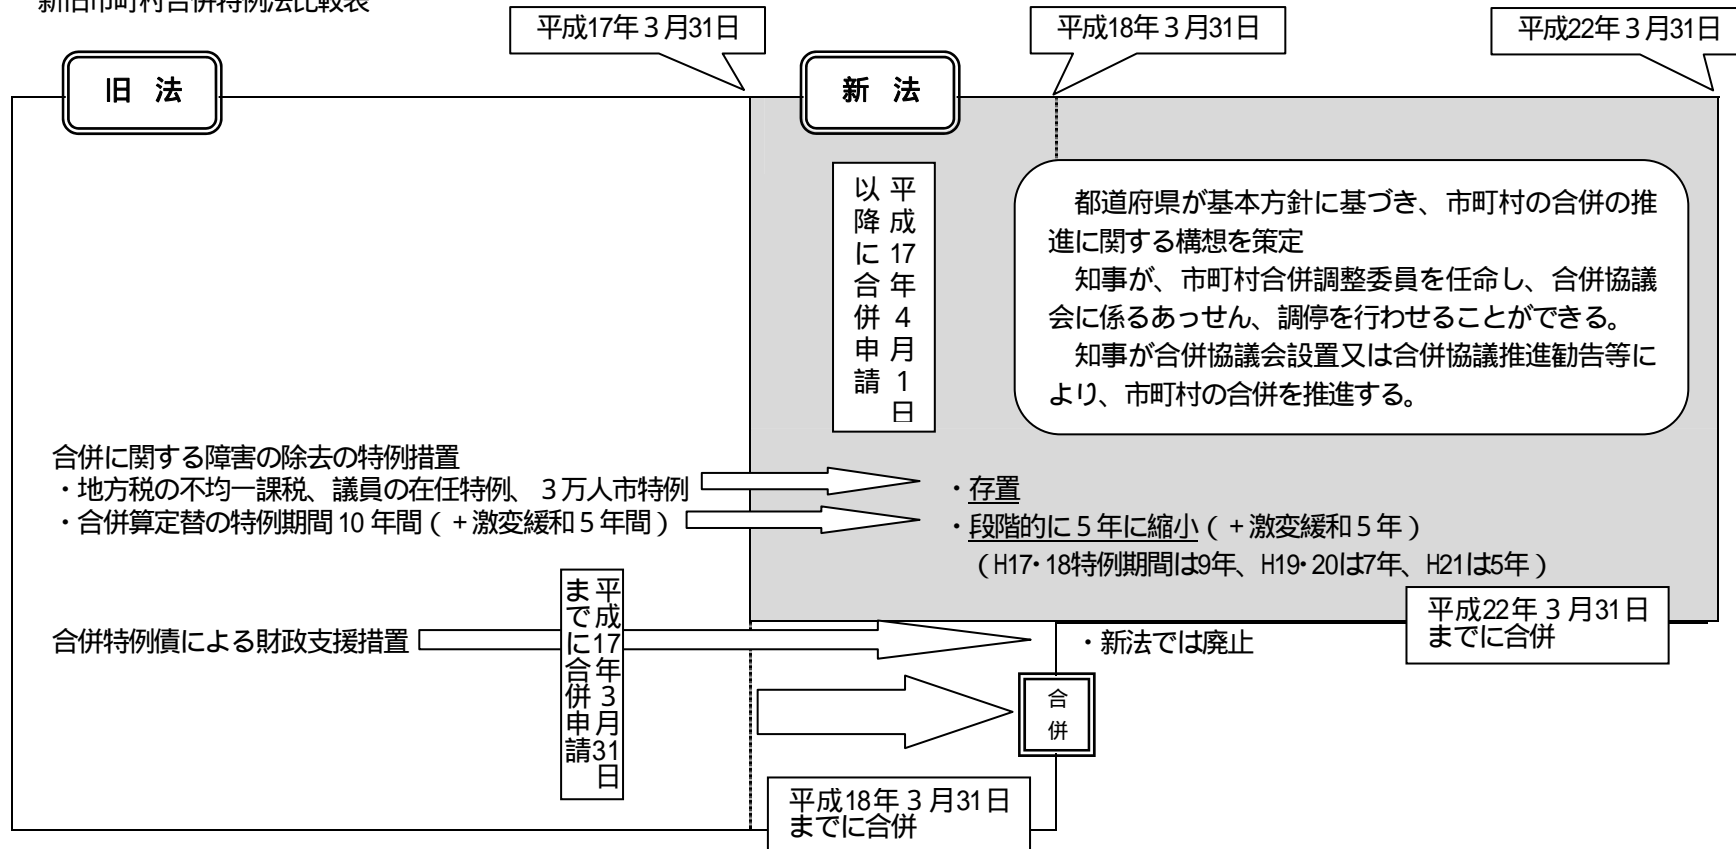 新旧市町村合併特例法比較表
平成17年３月31日
平成18年３月31日
平成22年３月31日
旧 法
新 法
平成17年４月１日
以降に合併申請
都道府県が基本方針に基づき、市町村の合併の推
進に関する構想を策定
知事が、市町村合併調整委員を任命し、合併協議
会に係るあっせん、調停を行わせることができる。
知事が合併協議会設置又は合併協議推進勧告等に
より、市町村の合併を推進する。
合併に関する障害の除去の特例措置
・地方税の不均一課税、議員の在任特例、３万人市特例
・合併算定替の特例期間10年間（＋激変緩和５年間）
・存置
・段階的に５年に縮小（＋激変緩和５年）
（H17・18特例期間は9年、H19・20は7年、H21は5年）
平成22年３月31日
までに合併
合併特例債による財政支援措置
平成17年３月31日
までに合併申請
・新法では廃止
合
併
平成18年３月31日
までに合併